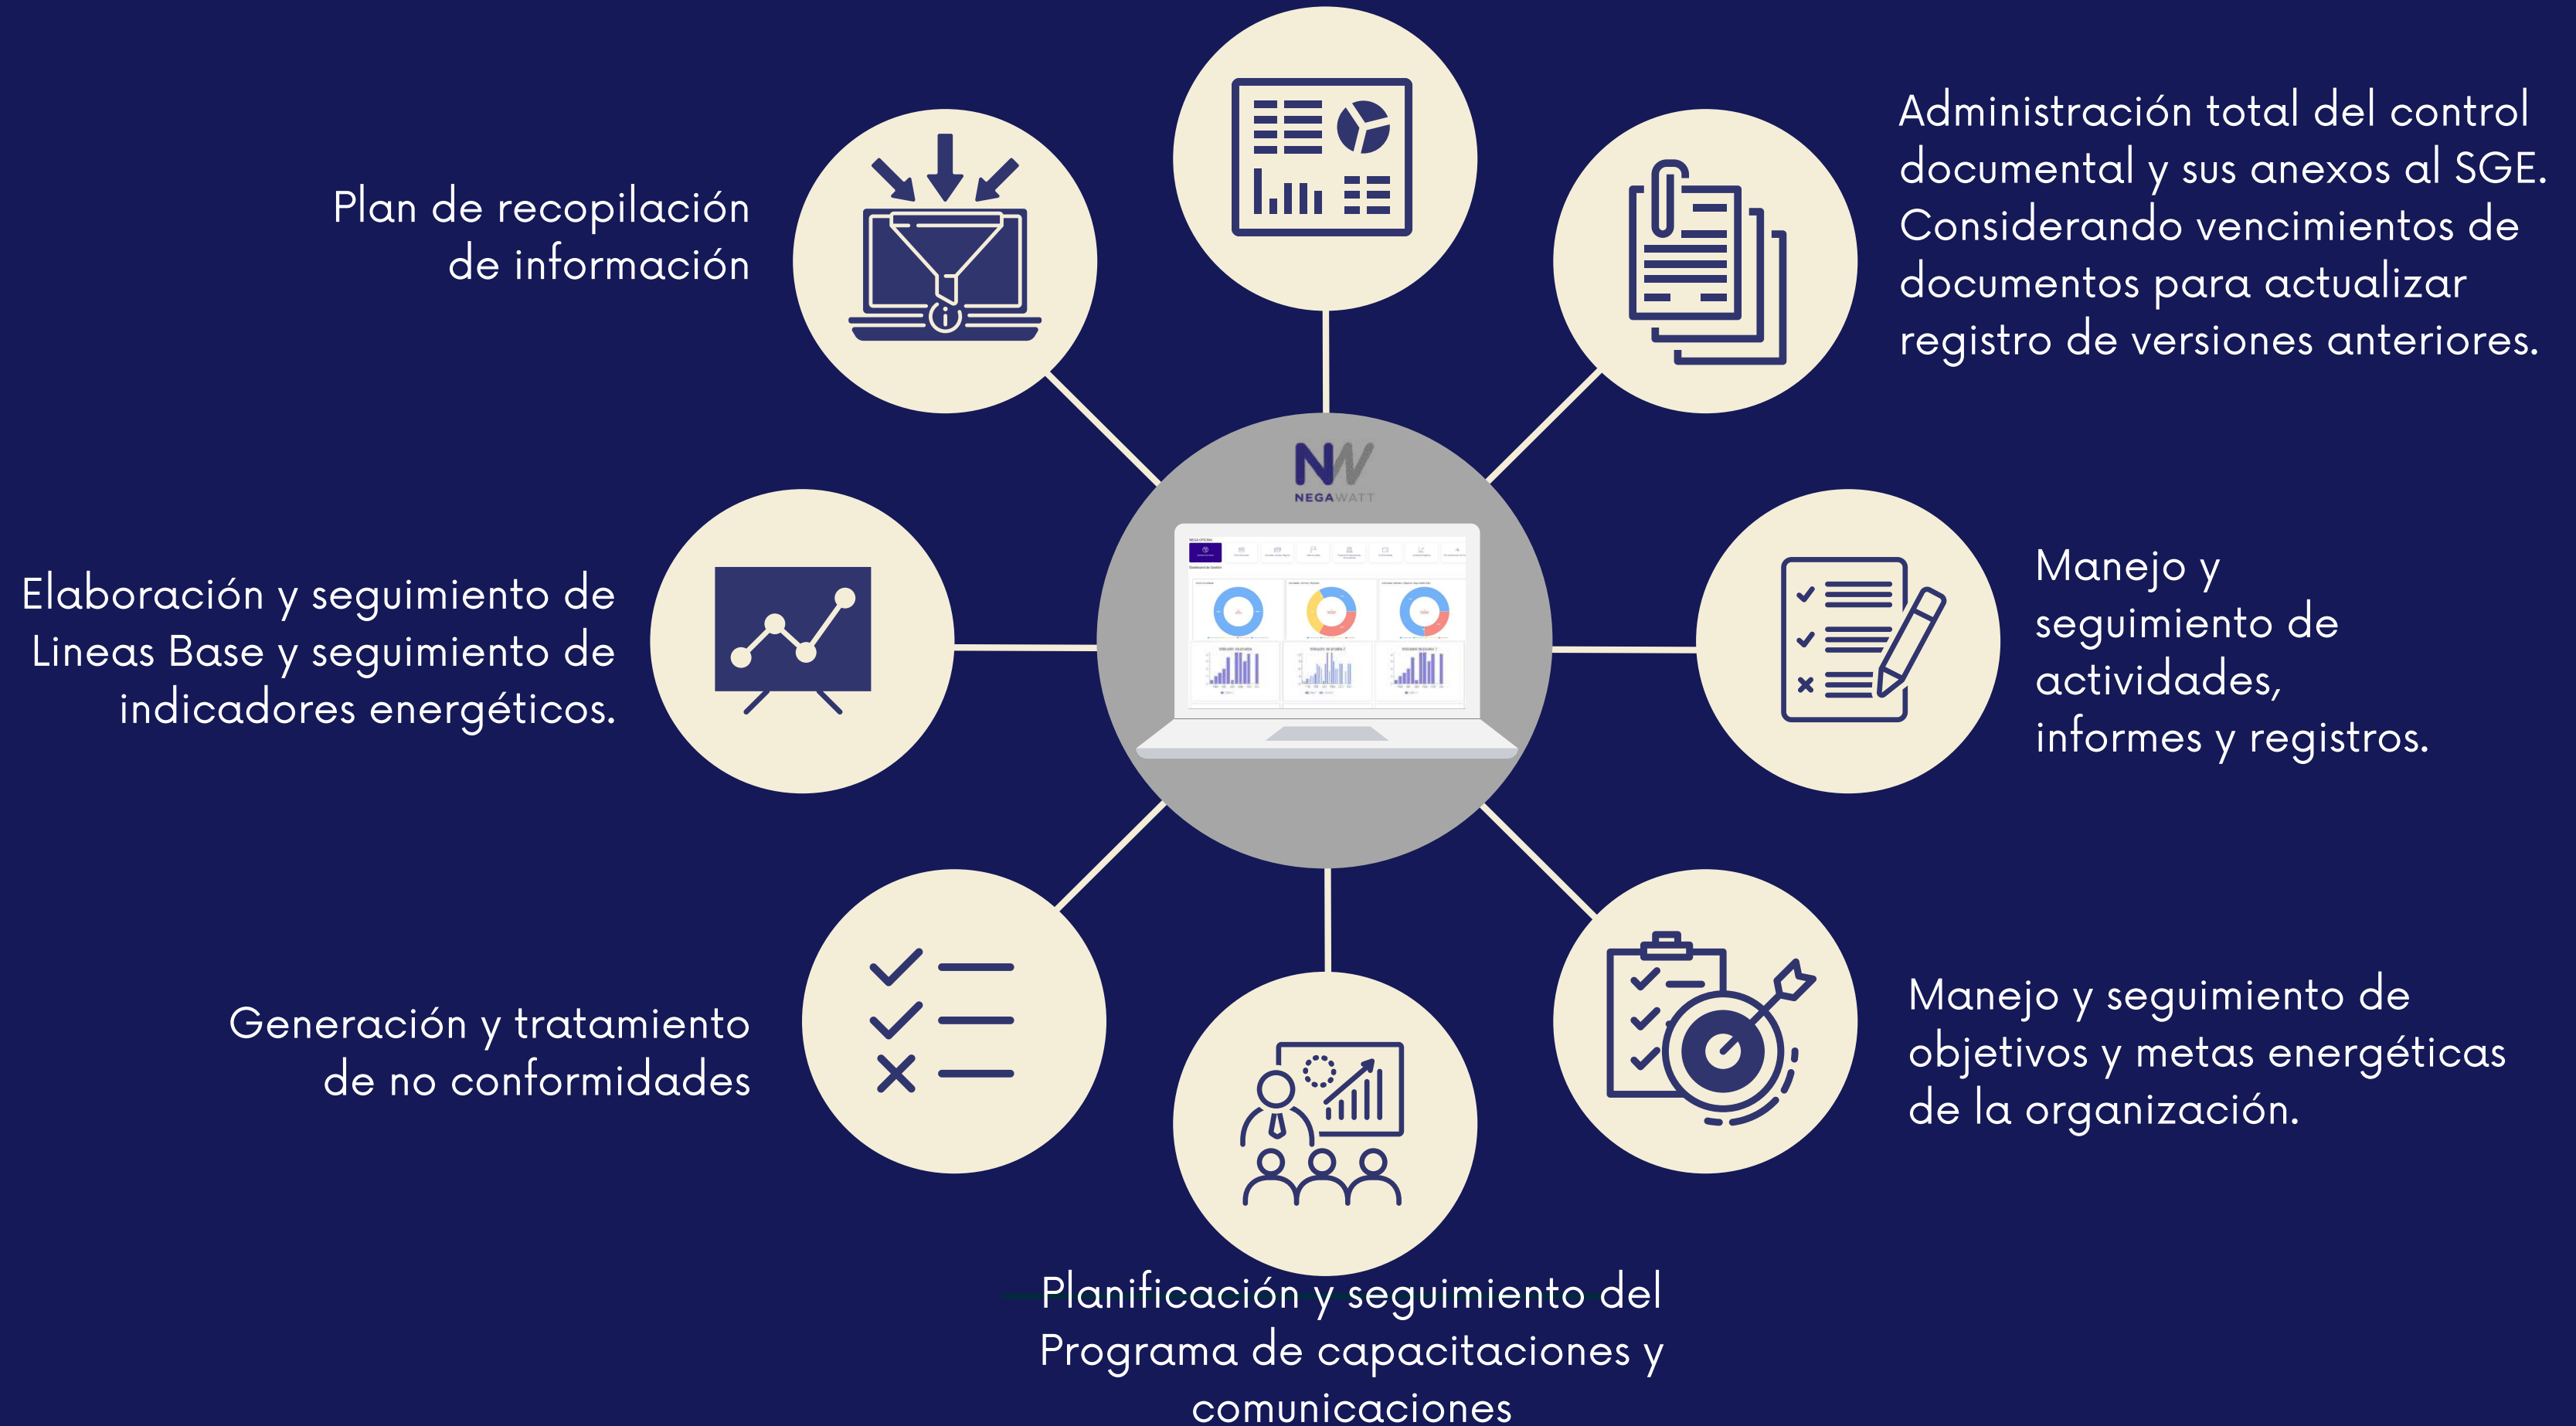 Plan de recopilación
de información
Administración total del control
documental y sus anexos al SGE.
Considerando vencimientos de
documentos para actualizar
registro de versiones anteriores.
NW
NEGAWATT
Elaboración y seguimiento de
Lineas Base y seguimiento de
indicadores energéticos.
Manejo y
seguimiento de
actividades,
informes y registros.
Generación y tratamiento
de no conformidades
Manejo y seguimiento de
objetivos y metas energéticas
de la organización.
Planificación y seguimiento del
Programa de capacitaciones y
comunicaciones